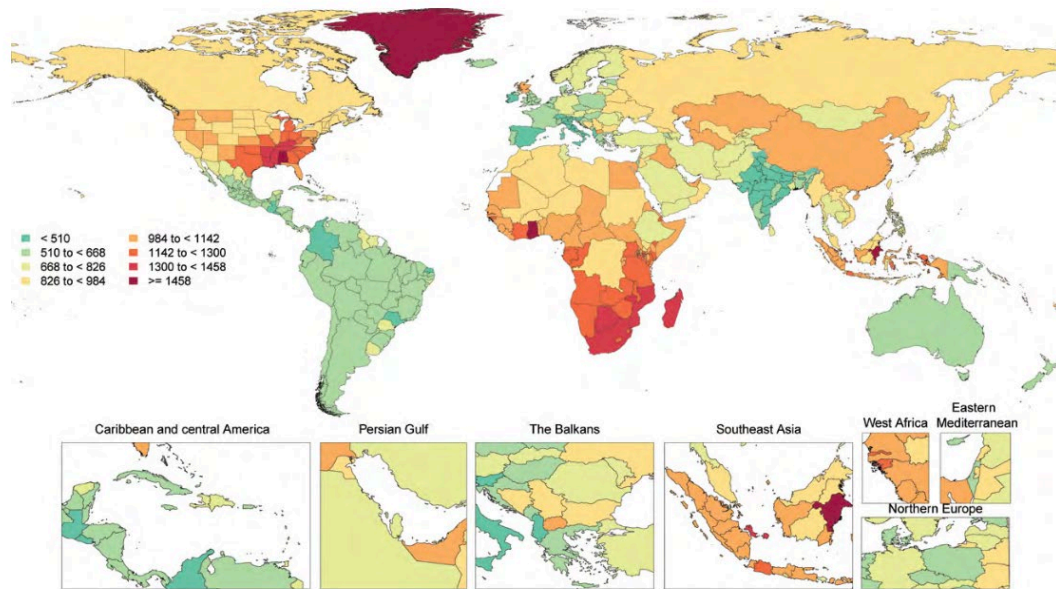 < 510
510 to < 668
668 to < 826
826 to < 984
984 to < 1142
1142 to < 1300
1300 to < 1458
>= 1458
Caribbean and central America
Persian Gulf
The Balkans
Southeast Asia
West Africa
Eastern
Mediterranean
Northern Europe